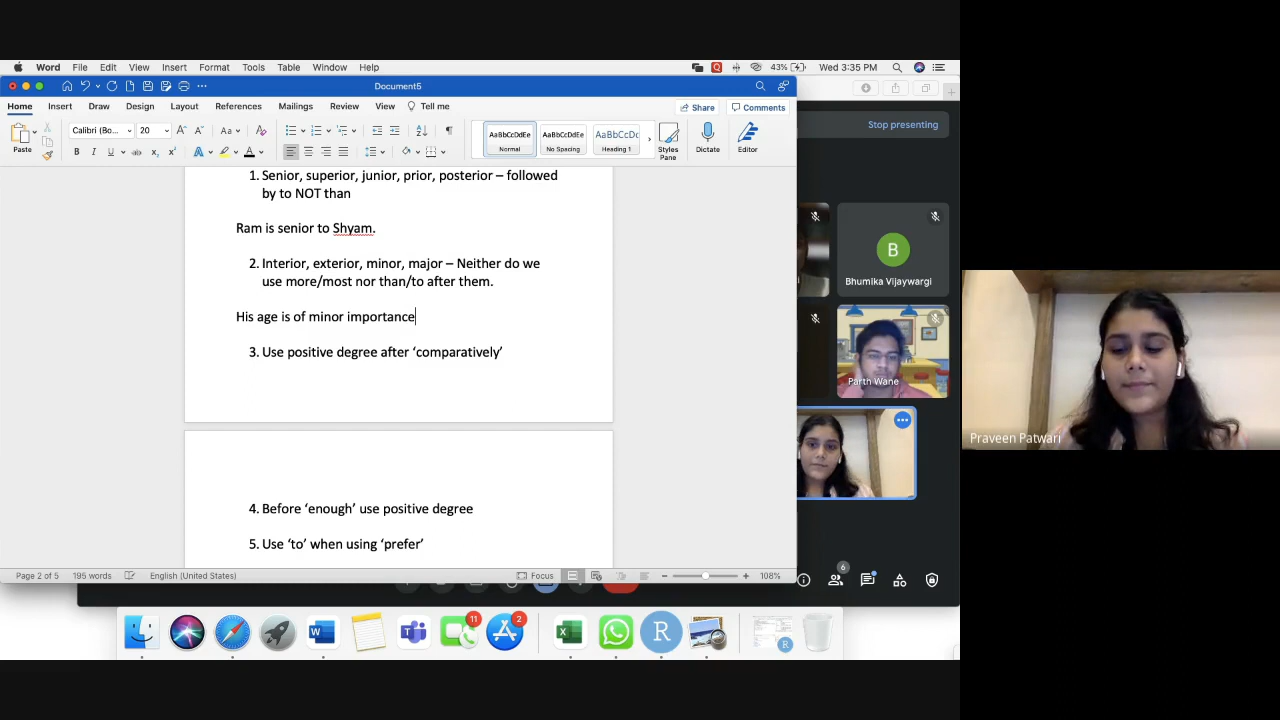 Word File Edit View Insert Format Tools Table Window Help 43% Wed 3:35 PM
Document5
Home Insert Draw Design Layout References Mailings Review View Tell me Share Comments
Stop presenting
Paste Calibri (Bo... 20 AaBbCcDdEe AaBbCcDdEe AaBbCcDc
Normal No Spacing Heading 1 Styles Pane Dictate Editor
1. Senior, superior, junior, prior, posterior – followed
by to NOT than
Ram is senior to Shyam.
2. Interior, exterior, minor, major – Neither do we
use more/most nor than/to after them.
His age is of minor importance
3. Use positive degree after ‘comparatively’
4. Before ‘enough’ use positive degree
5. Use ‘to’ when using ‘prefer’
Page 2 of 5 195 words English (United States) Focus 108%
B
Bhumika Vijaywargi
Parth Wane
6
11
2
Praveen Patwari